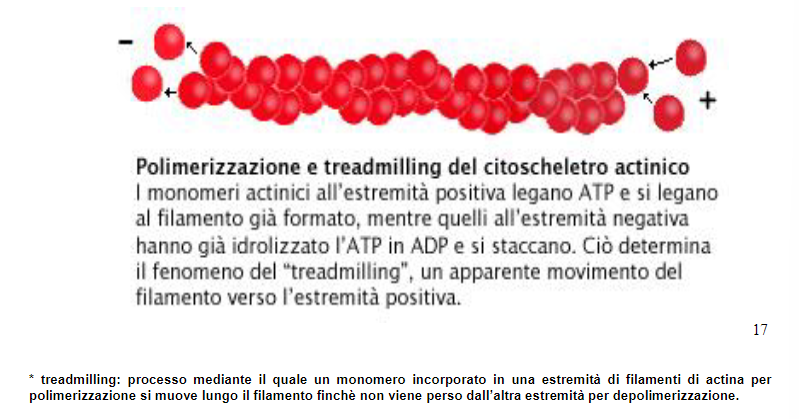 -
+
Polimerizzazione e treadmilling del citoscheletro actinico
I monomeri actinici all'estremità positiva legano ATP e si legano
al filamento già formato, mentre quelli all'estremità negativa
hanno già idrolizzato l'ATP in ADP e si staccano. Ciò determina
il fenomeno del “treadmilling”, un apparente movimento del
filamento verso l'estremità positiva.
17
* treadmilling: processo mediante il quale un monomero incorporato in una estremità di filamenti di actina per
polimerizzazione si muove lungo il filamento finchè non viene perso dall'altra estremità per depolimerizzazione.